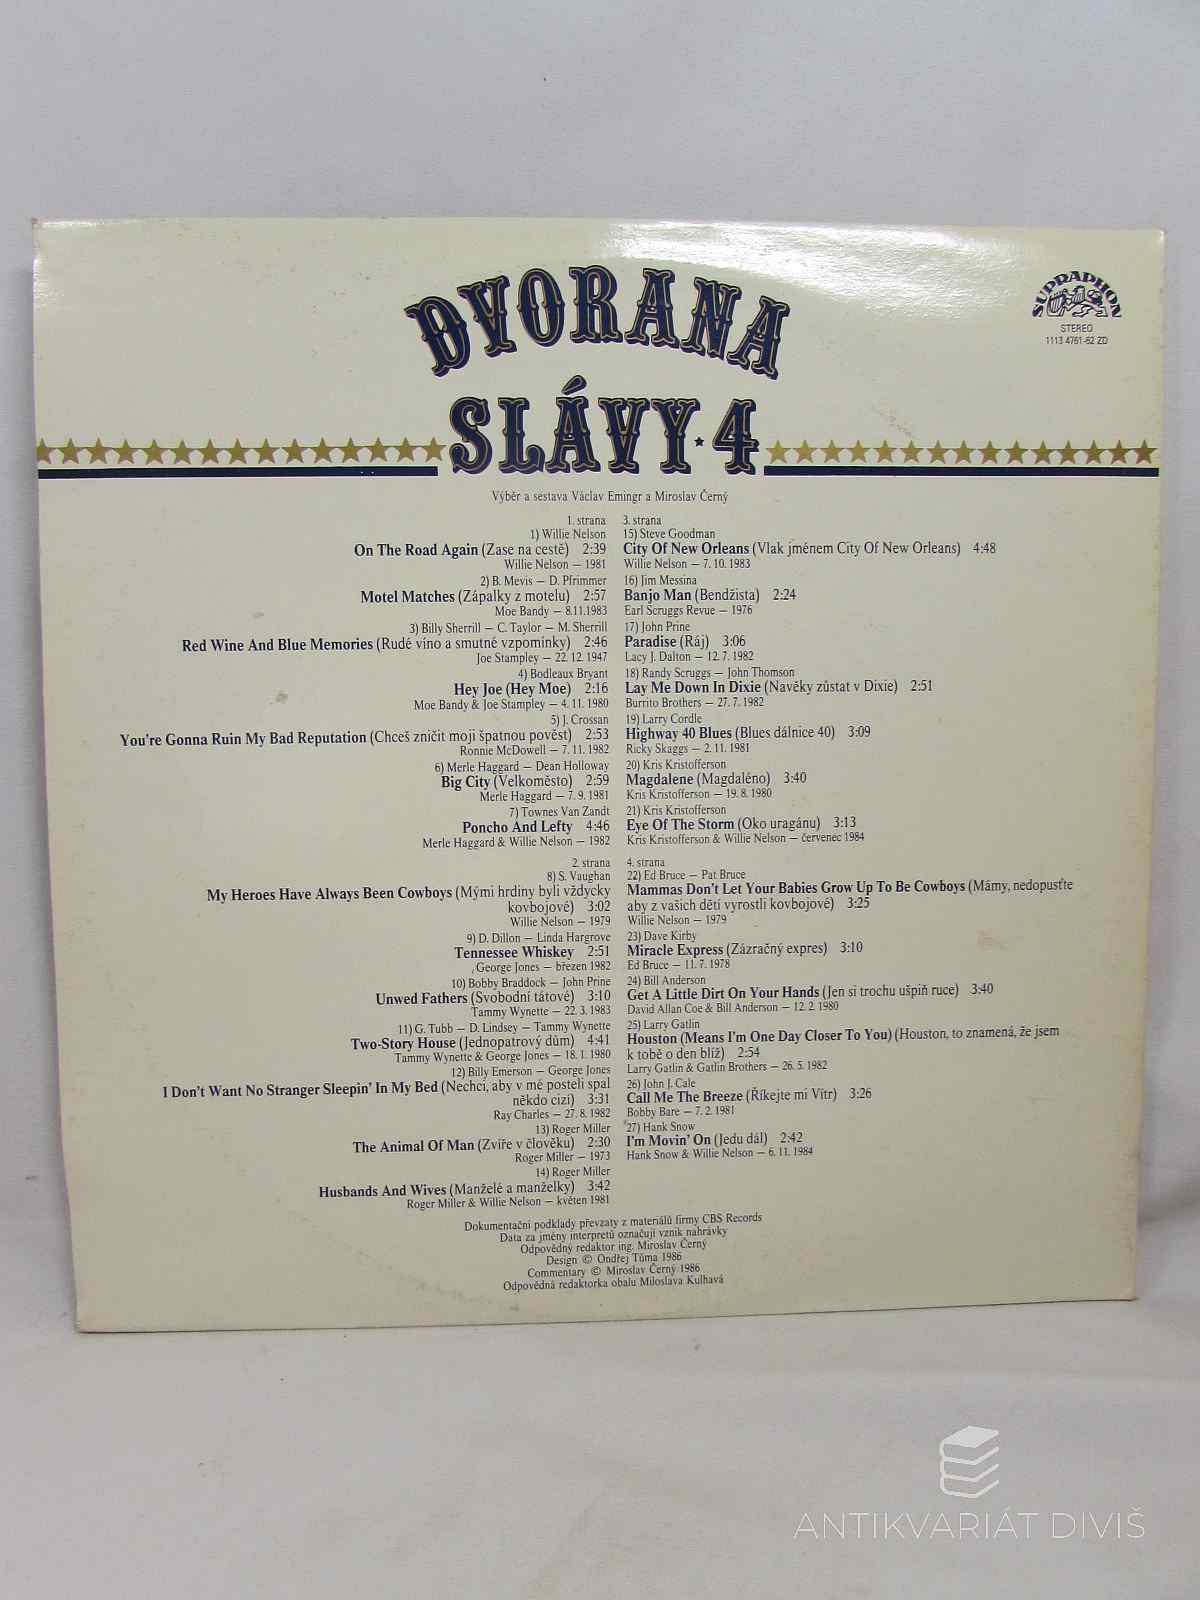 DVORANA
SLÁVY·4
SUPRAPHON
STEREO
1113 4761-62 ZD
Výběr a sestava Václav Emingr a Miroslav Černý
1. strana
1) Willie Nelson
On The Road Again (Zase na cestě) 2:39
Willie Nelson — 1981
2) B. Mevis — D. Pfrimmer
Motel Matches (Zápalky z motelu) 2:57
Moe Bandy — 8.11.1983
3) Billy Sherrill — C. Taylor — M. Sherrill
Red Wine And Blue Memories (Rudé víno a smutné vzpomínky) 2:46
Joe Stampley — 22. 12. 1947
4) Bodleaux Bryant
Hey Joe (Hey Moe) 2:16
Moe Bandy & Joe Stampley — 4. 11. 1980
5) J. Crossan
You're Gonna Ruin My Bad Reputation (Chceš zničit moji špatnou pověst) 2:53
Ronnie McDowell — 7. 11. 1982
6) Merle Haggard — Dean Holloway
Big City (Velkoměsto) 2:59
Merle Haggard — 7. 9. 1981
7) Townes Van Zandt
Poncho And Lefty 4:46
Merle Haggard & Willie Nelson — 1982
2. strana
8) S. Vaughan
My Heroes Have Always Been Cowboys (Mými hrdiny byli vždycky
kovbojové) 3:02
Willie Nelson — 1979
9) D. Dillon — Linda Hargrove
Tennessee Whiskey 2:51
George Jones — březen 1982
10) Bobby Braddock — John Prine
Unwed Fathers (Svobodní tátové) 3:10
Tammy Wynette — 22. 3. 1983
11) G. Tubb — D. Lindsey — Tammy Wynette
Two-Story House (Jednopatrový dům) 4:41
Tammy Wynette & George Jones — 18. 1. 1980
12) Billy Emerson — George Jones
I Don't Want No Stranger Sleepin' In My Bed (Nechci, aby v mé posteli spal
někdo cizí) 3:31
Ray Charles — 27. 8. 1982
13) Roger Miller
The Animal Of Man (Zvíře v člověku) 2:30
Roger Miller — 1973
14) Roger Miller
Husbands And Wives (Manželé a manželky) 3:42
Roger Miller & Willie Nelson — květen 1981
3. strana
15) Steve Goodman
City Of New Orleans (Vlak jménem City Of New Orleans) 4:48
Willie Nelson — 7. 10. 1983
16) Jim Messina
Banjo Man (Bendžista) 2:24
Earl Scruggs Revue — 1976
17) John Prine
Paradise (Ráj) 3:06
Lacy J. Dalton — 12. 7. 1982
18) Randy Scruggs — John Thomson
Lay Me Down In Dixie (Navěky zůstat v Dixie) 2:51
Burrito Brothers — 27. 7. 1982
19) Larry Cordle
Highway 40 Blues (Blues dálnice 40) 3:09
Ricky Skaggs — 2. 11. 1981
20) Kris Kristofferson
Magdalene (Magdaléno) 3:40
Kris Kristofferson — 19. 8. 1980
21) Kris Kristofferson
Eye Of The Storm (Oko uragánu) 3:13
Kris Kristofferson & Willie Nelson — červenec 1984
4. strana
22) Ed Bruce — Pat Bruce
Mammas Don't Let Your Babies Grow Up To Be Cowboys (Mámy, nedopusťte
aby z vašich dětí vyrostli kovbojové) 3:25
Willie Nelson — 1979
23) Dave Kirby
Miracle Express (Zázračný expres) 3:10
Ed Bruce — 11. 7. 1978
24) Bill Anderson
Get A Little Dirt On Your Hands (Jen si trochu ušpiň ruce) 3:40
David Allan Coe & Bill Anderson — 12. 2. 1980
25) Larry Gatlin
Houston (Means I'm One Day Closer To You) (Houston, to znamená, že jsem
k tobě o den blíž) 2:54
Larry Gatlin & Gatlin Brothers — 26. 5. 1982
26) John J. Cale
Call Me The Breeze (Říkejte mi Vítr) 3:26
Bobby Bare — 7. 2. 1981
27) Hank Snow
I'm Movin' On (Jedu dál) 2:42
Hank Snow & Willie Nelson — 6. 11. 1984
Dokumentační podklady převzaty z materiálů firmy CBS Records
Data za jmény interpretů označují vznik nahrávky
Odpovědný redaktor ing. Miroslav Černý
Design © Ondřej Tůma 1986
Commentary © Miroslav Černý 1986
Odpovědná redaktorka obalu Miloslava Kulhavá
ANTIKVARIÁT DIVIŠ